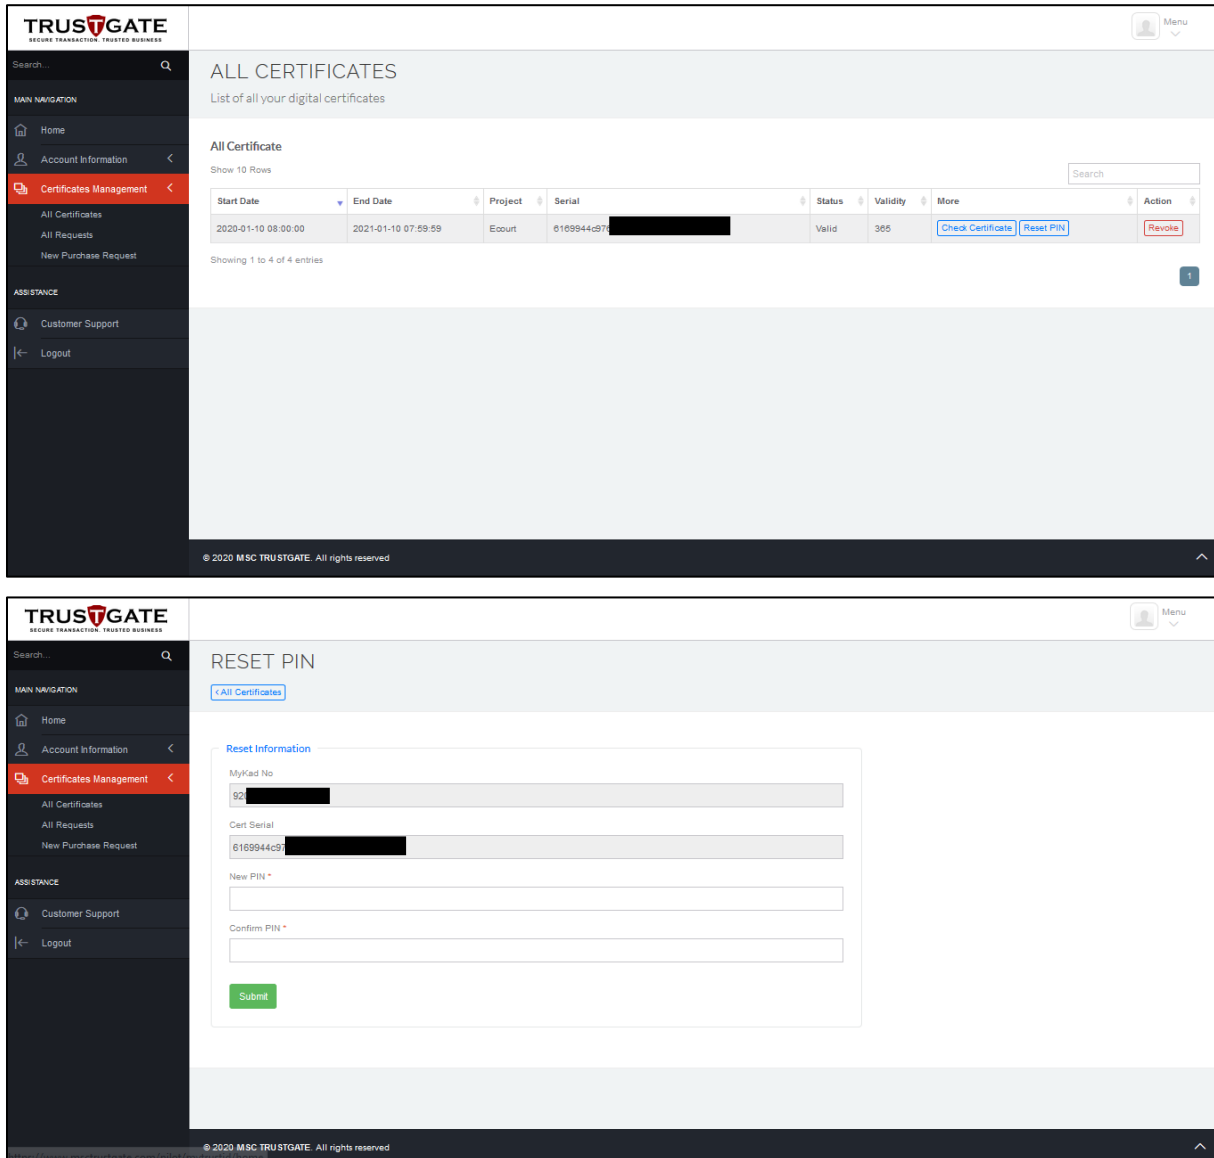 TRUSTGATE
SECURE TRANSACTION. TRUSTED BUSINESS
Menu
Search...
ALL CERTIFICATES
List of all your digital certificates
MAIN NAVIGATION
Home
Account Information
Certificates Management
All Certificates
All Requests
New Purchase Request
ASSISTANCE
Customer Support
Logout
All Certificate
Show 10 Rows
Search
Start Date End Date Project Serial Status Validity More Action
2020-01-10 08:00:00 2021-01-10 07:59:59 Ecourt 6169944c976 Valid 365 Check Certificate Reset PIN Revoke
Showing 1 to 4 of 4 entries
1
© 2020 MSC TRUSTGATE. All rights reserved
TRUSTGATE
SECURE TRANSACTION. TRUSTED BUSINESS
Menu
Search...
RESET PIN
All Certificates
MAIN NAVIGATION
Home
Account Information
Certificates Management
All Certificates
All Requests
New Purchase Request
ASSISTANCE
Customer Support
Logout
Reset Information
MyKad No
92
Cert Serial
6169944c97
New PIN *
Confirm PIN *
Submit
© 2020 MSC TRUSTGATE. All rights reserved